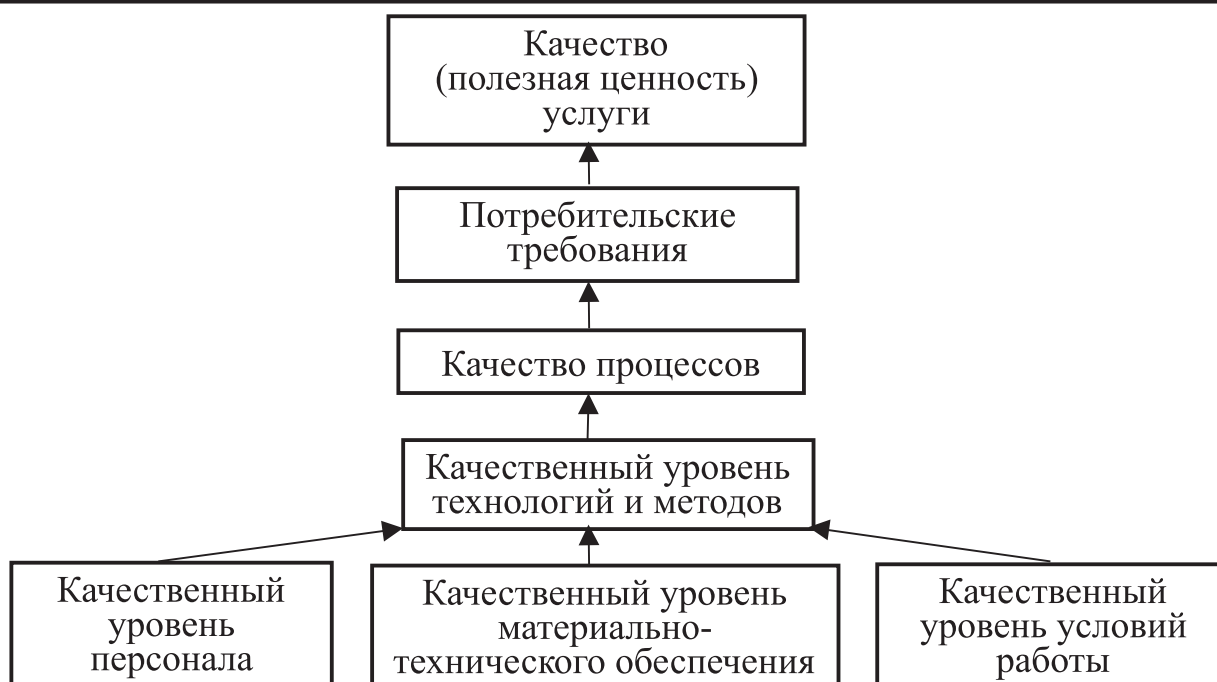 Качество
(полезная ценность)
услуги
Потребительские
требования
Качество процессов
Качественный уровень
технологий и методов
Качественный
уровень
персонала
Качественный уровень
материально-
технического обеспечения
Качественный
уровень условий
работы